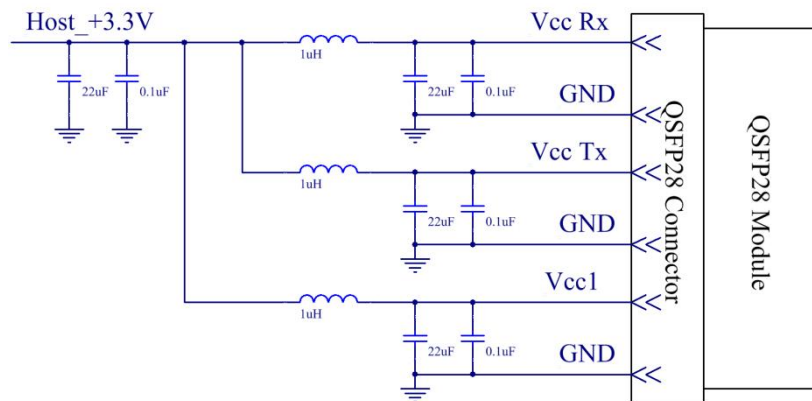 Host_+3.3V
Vcc Rx
1uH
22uF
0.1uF
22uF
0.1uF
GND
Vcc Tx
1uH
22uF
0.1uF
GND
Vcc1
1uH
22uF
0.1uF
GND
QSFP28 Connector
QSFP28 Module